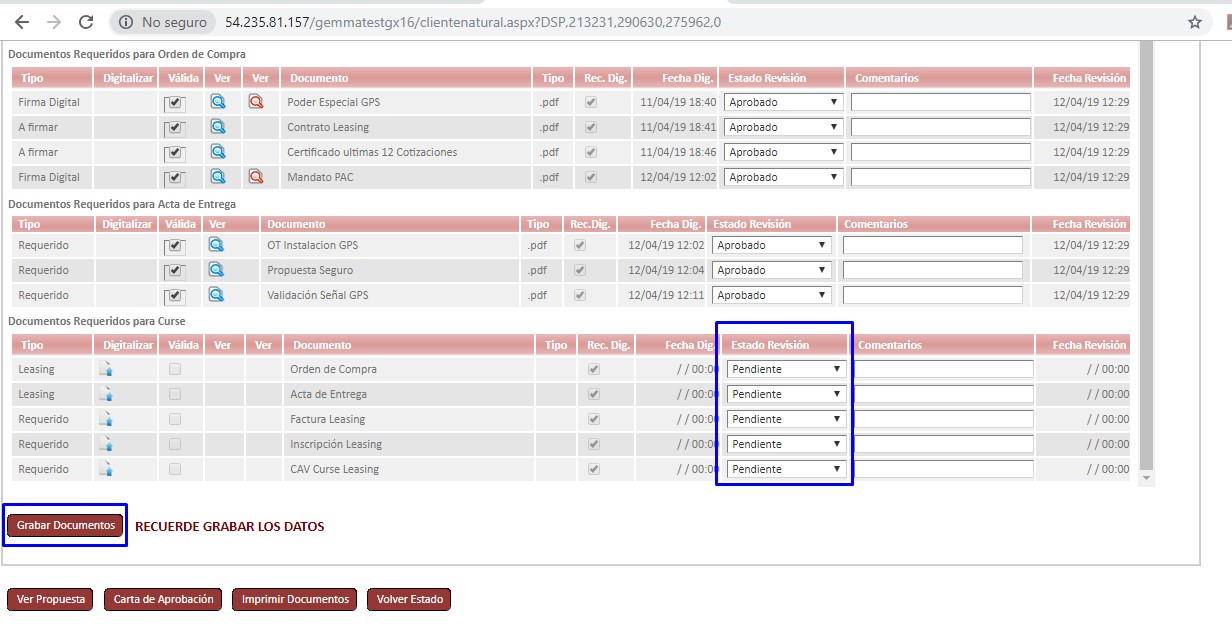 No seguro 54.235.81.157/gemmatestgx16/clientenatural.aspx?DSP,213231,290630,275962,0
Documentos Requeridos para Orden de Compra
Tipo Digitalizar Válida Ver Ver Documento Tipo Rec. Dig. Fecha Dig. Estado Revisión Comentarios Fecha Revisión
Firma Digital Poder Especial GPS .pdf 11/04/19 18:40 Aprobado 12/04/19 12:29
A firmar Contrato Leasing .pdf 11/04/19 18:41 Aprobado 12/04/19 12:29
A firmar Certificado ultimas 12 Cotizaciones .pdf 11/04/19 18:46 Aprobado 12/04/19 12:29
Firma Digital Mandato PAC .pdf 12/04/19 12:02 Aprobado 12/04/19 12:29
Documentos Requeridos para Acta de Entrega
Tipo Digitalizar Válida Ver Documento Tipo Rec.Dig. Fecha Dig. Estado Revisión Comentarios Fecha Revisión
Requerido OT Instalacion GPS .pdf 12/04/19 12:02 Aprobado 12/04/19 12:29
Requerido Propuesta Seguro .pdf 12/04/19 12:04 Aprobado 12/04/19 12:29
Requerido Validación Señal GPS .pdf 12/04/19 12:11 Aprobado 12/04/19 12:29
Documentos Requeridos para Curse
Tipo Digitalizar Válida Ver Ver Documento Tipo Rec. Dig. Fecha Dig. Estado Revisión Comentarios Fecha Revisión
Leasing Orden de Compra / / 00:00 Pendiente / / 00:00
Leasing Acta de Entrega / / 00:00 Pendiente / / 00:00
Requerido Factura Leasing / / 00:00 Pendiente / / 00:00
Requerido Inscripción Leasing / / 00:00 Pendiente / / 00:00
Requerido CAV Curse Leasing / / 00:00 Pendiente / / 00:00
Grabar Documentos RECUERDE GRABAR LOS DATOS
Ver Propuesta Carta de Aprobación Imprimir Documentos Volver Estado